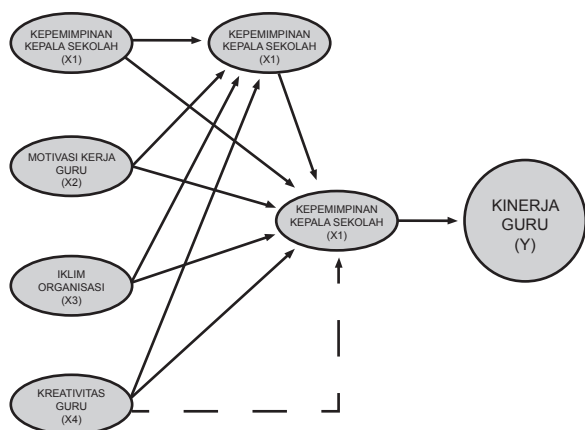 KEPEMIMPINAN
KEPALA SEKOLAH
(X1)
KEPEMIMPINAN
KEPALA SEKOLAH
(X1)
MOTIVASI KERJA
GURU
(X2)
KEPEMIMPINAN
KEPALA SEKOLAH
(X1)
KINERJA
GURU
(Y)
IKLIM
ORGANISASI
(X3)
KREATIVITAS
GURU
(X4)